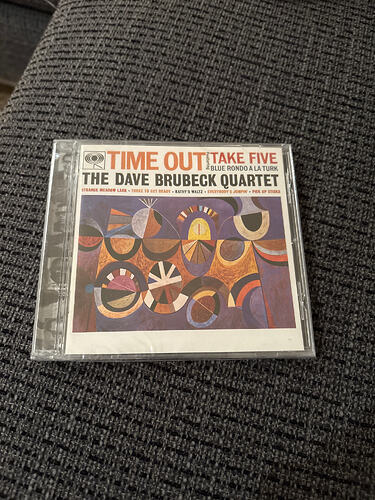 TIME OUT Featuring TAKE FIVE
BLUE RONDO A LA TURK
THE DAVE BRUBECK QUARTET
STRANGE MEADOW LARK • THREE TO GET READY • KATHY'S WALTZ • EVERYBODY'S JUMPIN' • PICK UP STICKS